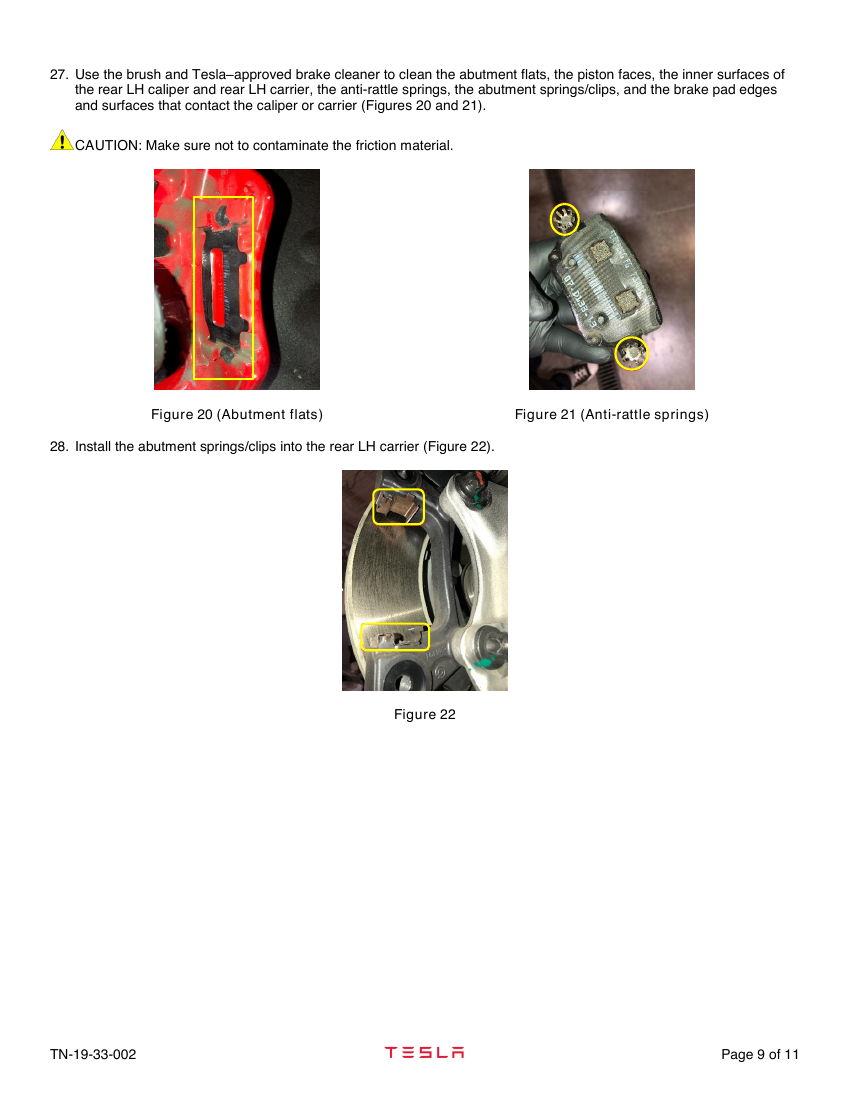 27. Use the brush and Tesla–approved brake cleaner to clean the abutment flats, the piston faces, the inner surfaces of
the rear LH caliper and rear LH carrier, the anti-rattle springs, the abutment springs/clips, and the brake pad edges
and surfaces that contact the caliper or carrier (Figures 20 and 21).
CAUTION: Make sure not to contaminate the friction material.
Figure 20 (Abutment flats)
Figure 21 (Anti-rattle springs)
28. Install the abutment springs/clips into the rear LH carrier (Figure 22).
Figure 22
TN-19-33-002
TESLA
Page 9 of 11